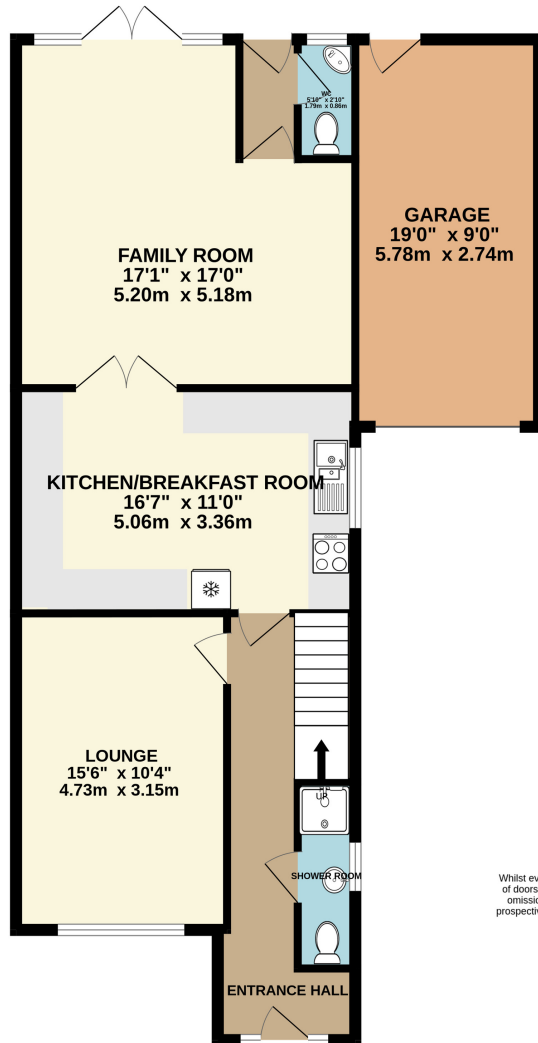 WC
5'10" x 2'10"
1.79m x 0.86m
GARAGE
19'0" x 9'0"
5.78m x 2.74m
FAMILY ROOM
17'1" x 17'0"
5.20m x 5.18m
KITCHEN/BREAKFAST ROOM
16'7" x 11'0"
5.06m x 3.36m
LOUNGE
15'6" x 10'4"
4.73m x 3.15m
UP
SHOWER ROOM
Whilst ev
of doors
omissic
prospectiv
ENTRANCE HALL